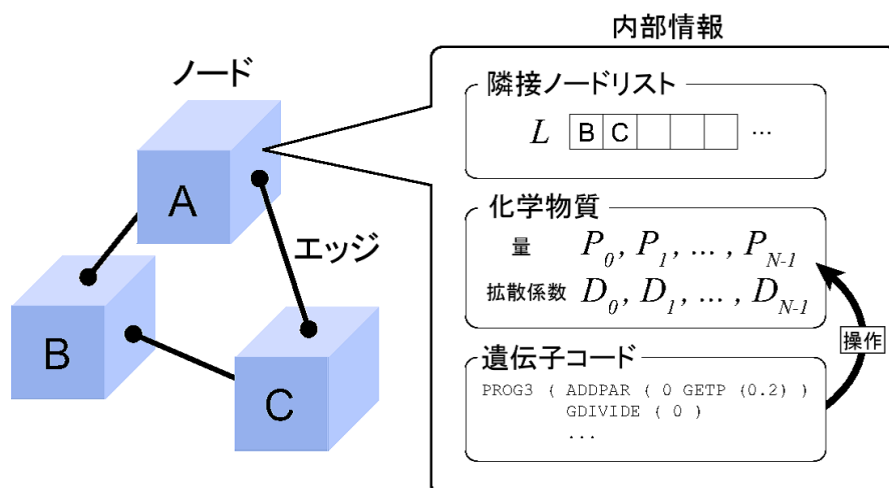 内部情報
ノード
隣接ノードリスト
L B C ...
A
化学物質
量 P0, P1, ... , PN-1
エッジ
拡散係数 D0, D1, ... , DN-1
操作
B
遺伝子コード
C
PROG3 ( ADDPAR ( 0 GETP (0.2) )
GDIVIDE ( 0 )
...